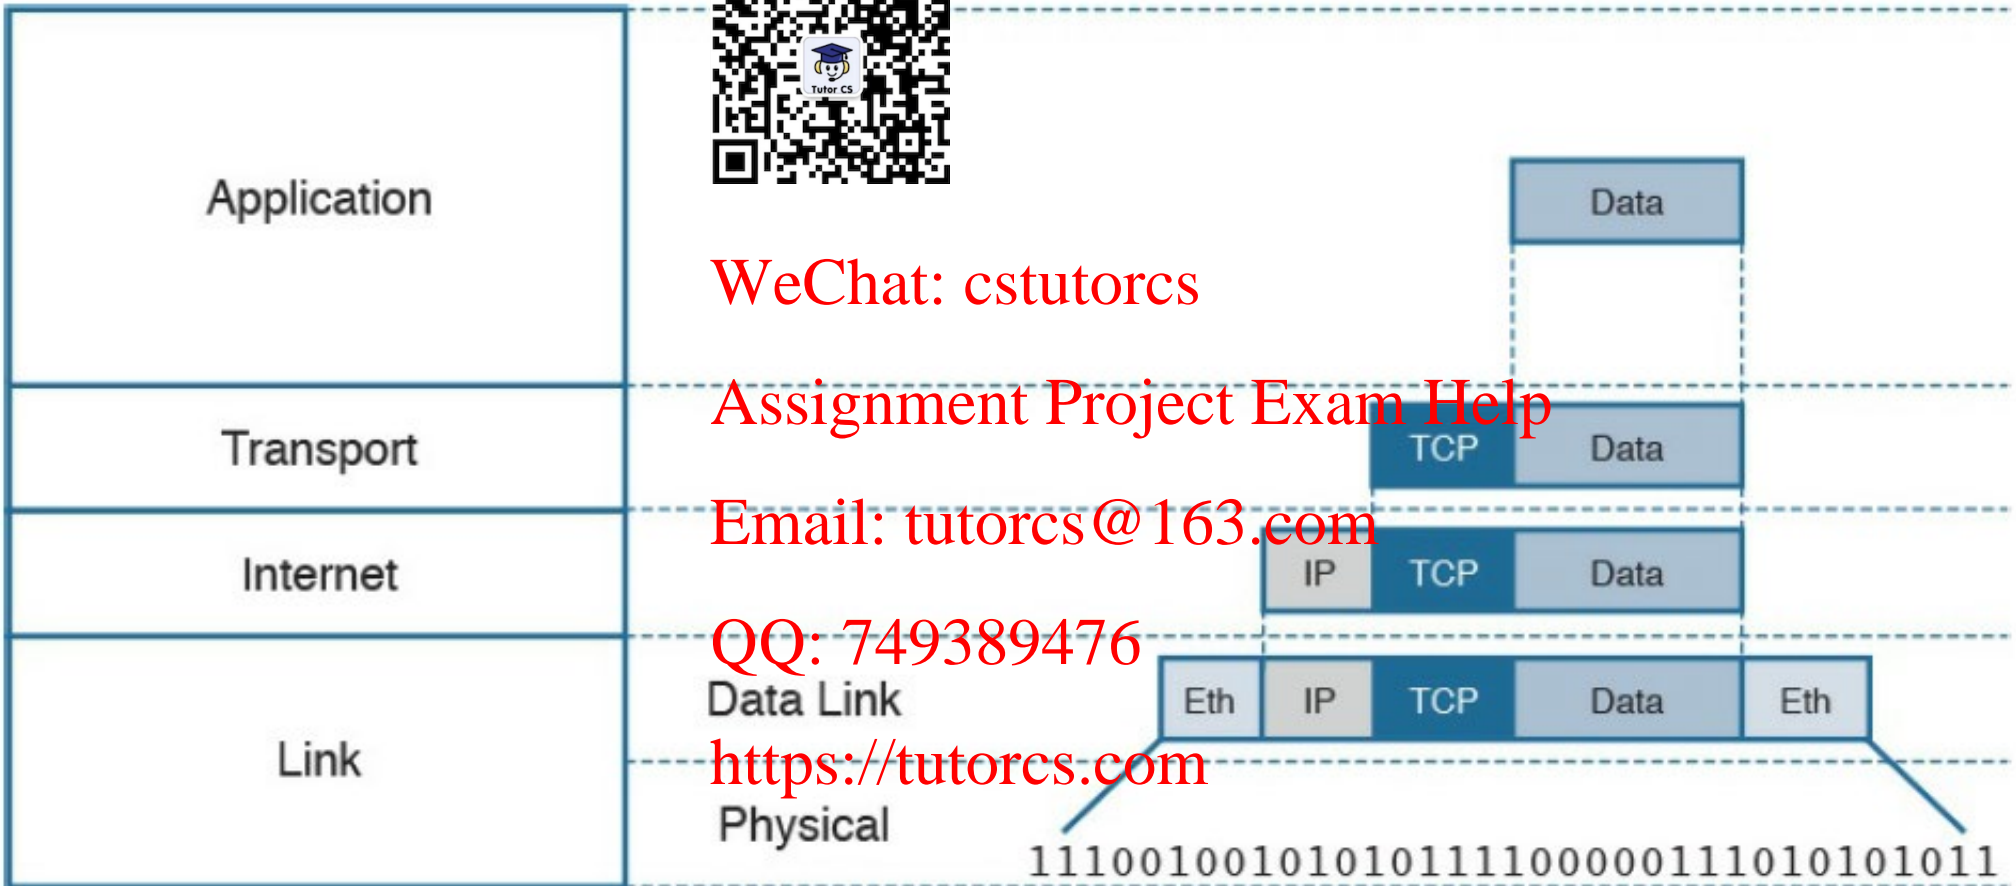 Tutor CS
Application
Data
WeChat: cstutorcs
Assignment Project Exam Help
Transport
TCP Data
Email: tutorcs@163.com
Internet
IP TCP Data
QQ: 749389476
Data Link
Eth IP TCP Data Eth
Link
https://tutorcs.com
Physical
111001001010101111100000111010101011